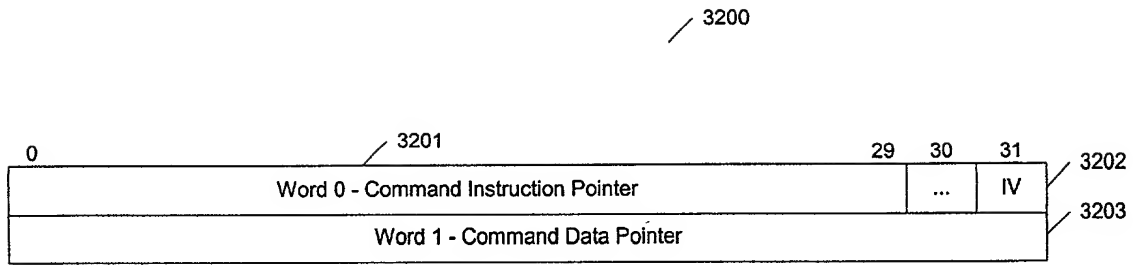 3200
3201
0 29 30 31
3202
Word 0 - Command Instruction Pointer ... IV
3203
Word 1 - Command Data Pointer